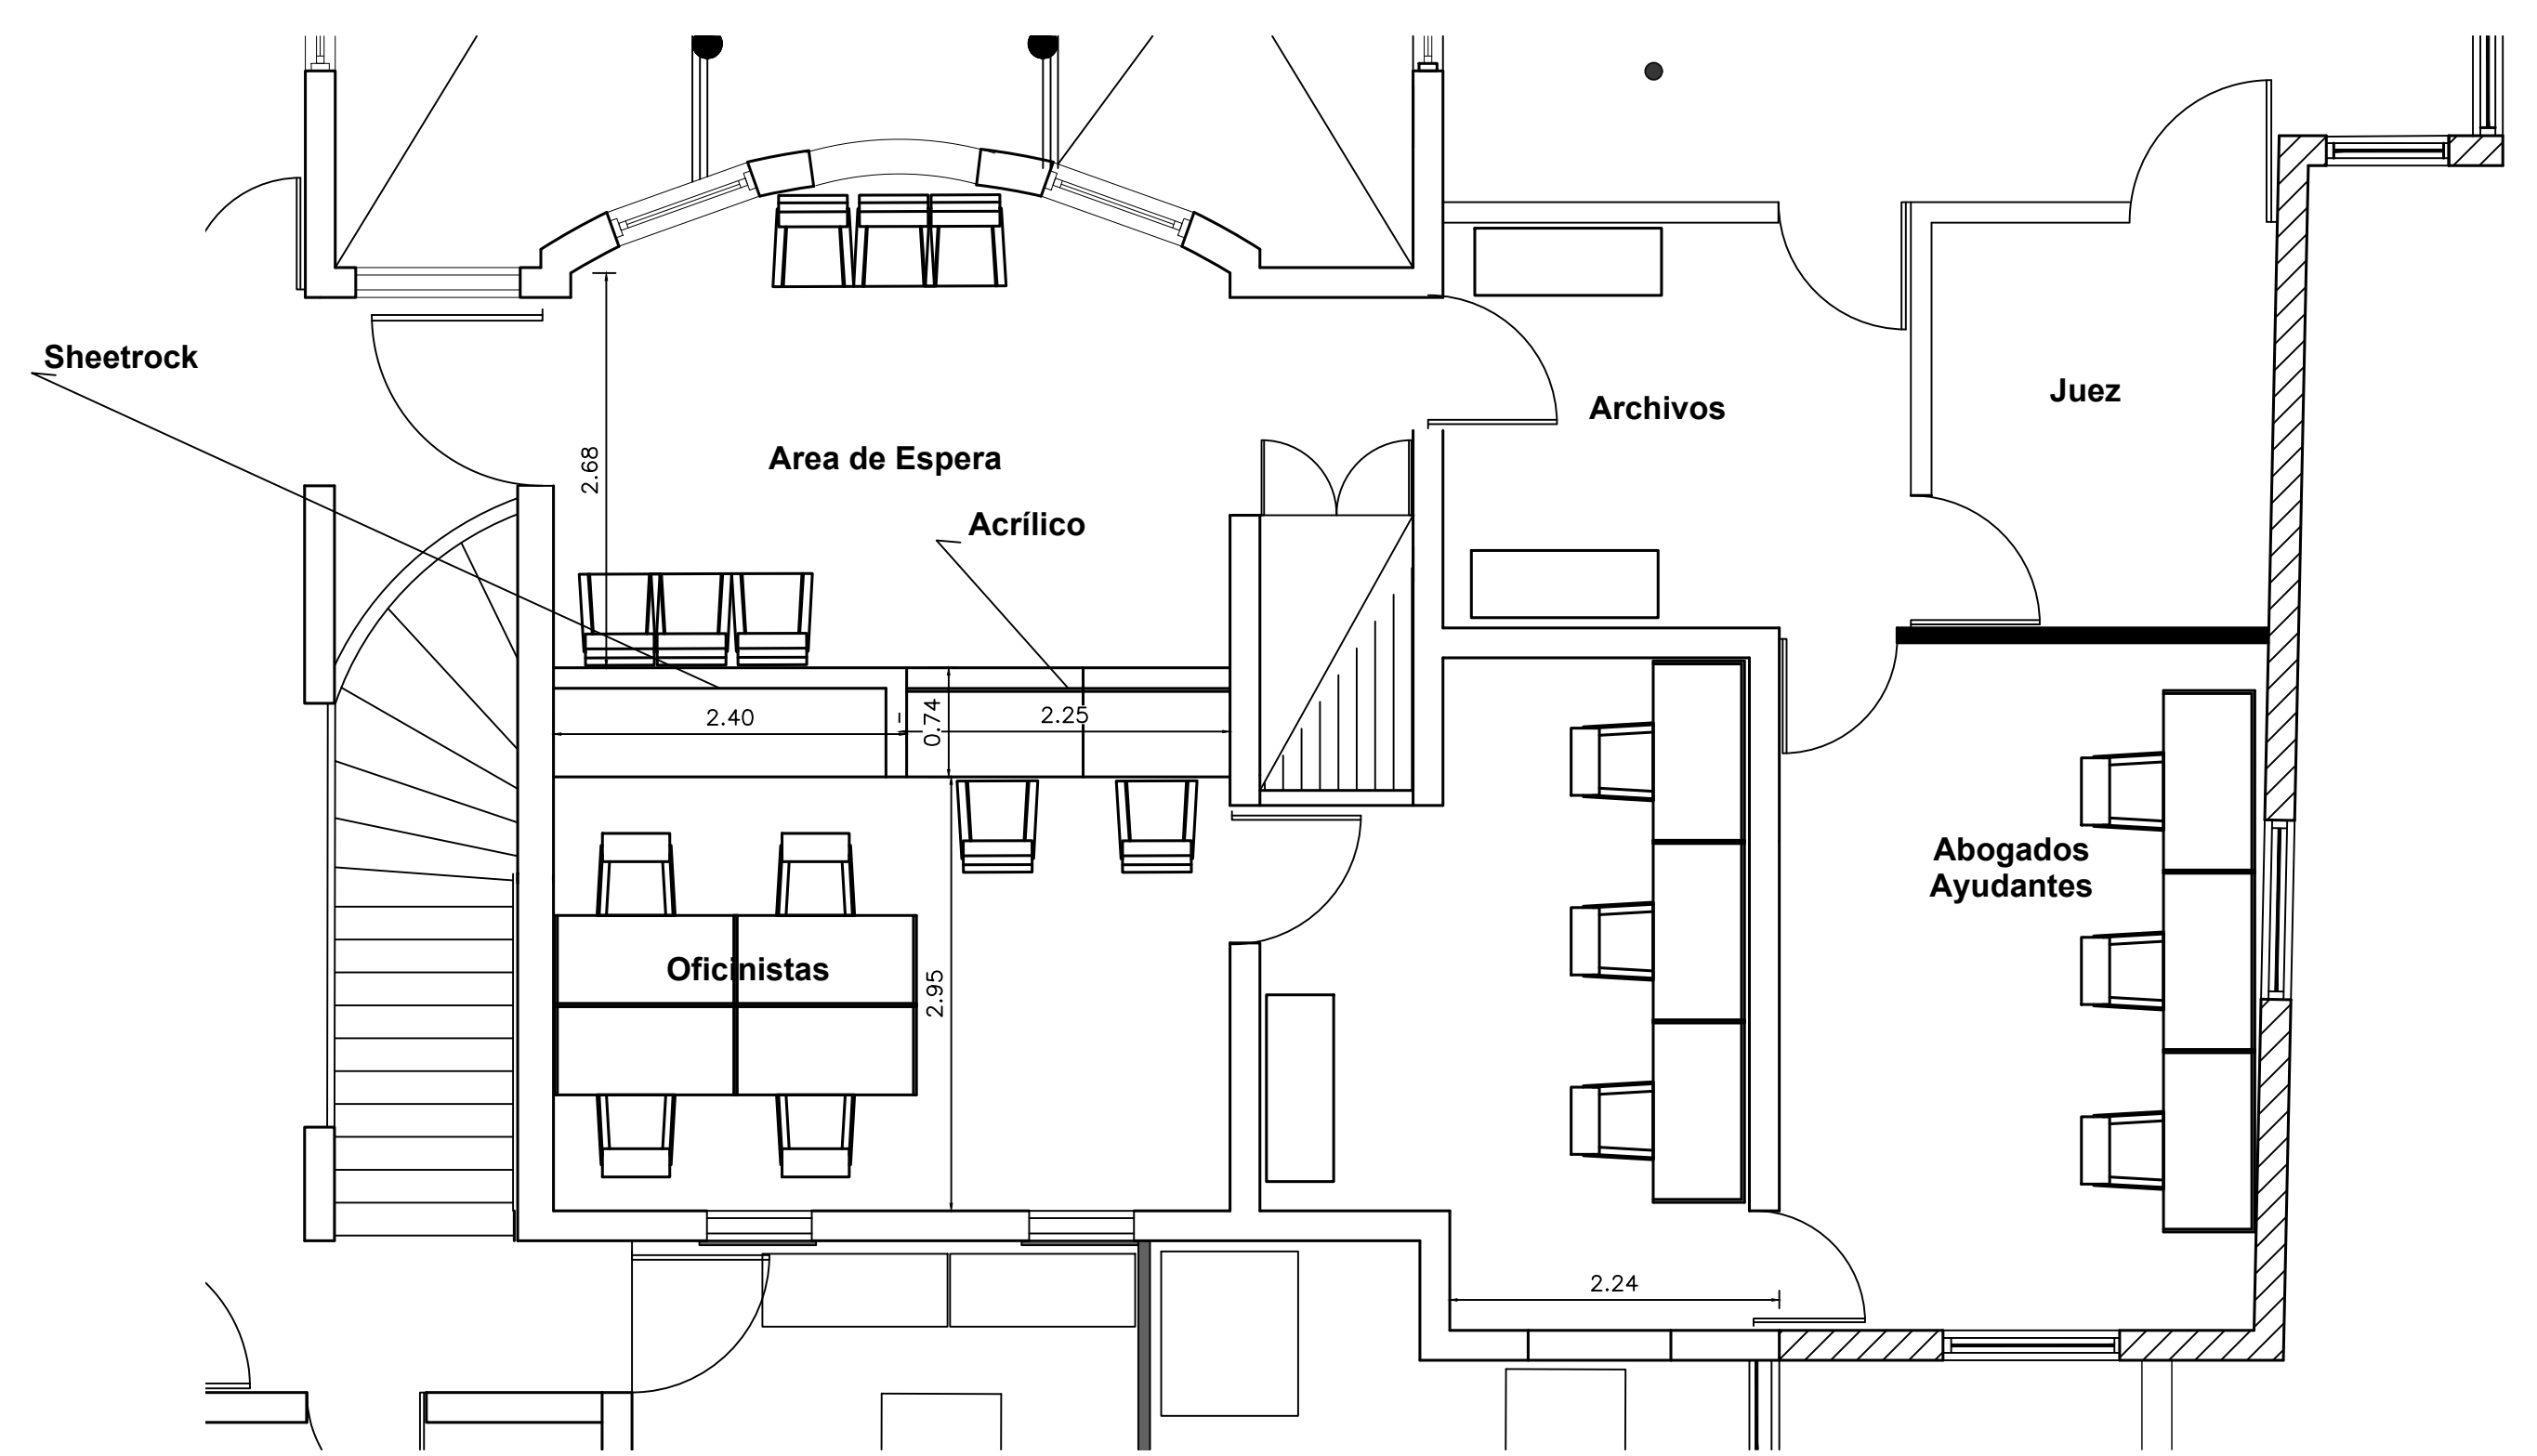 Sheetrock
Juez
Archivos
Area de Espera
2.68
Acrílico
2.40
0.74
2.25
Abogados
Ayudantes
Oficinistas
2.95
2.24